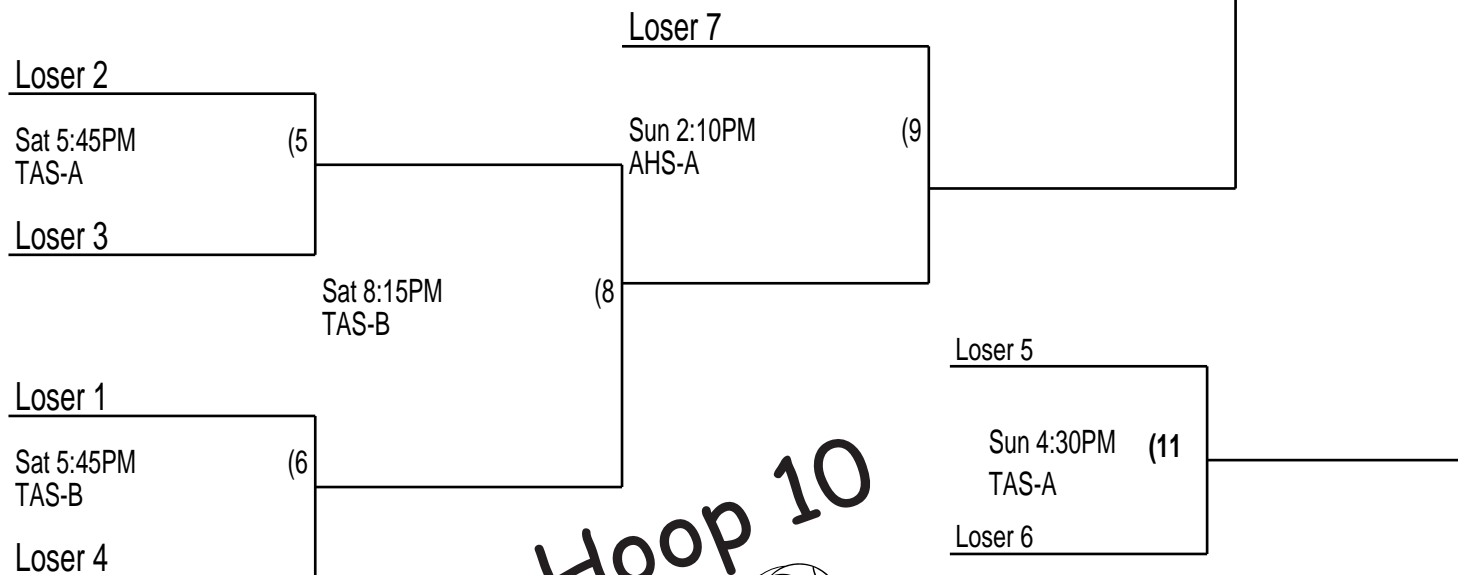 Loser 7
Loser 2
Sat 5:45PM
TAS-A
(5
Sun 2:10PM
AHS-A
(9
Loser 3
Sat 8:15PM
TAS-B
(8
Loser 5
Loser 1
Sat 5:45PM
TAS-B
(6
Sun 4:30PM
TAS-A
(11
Loser 6
Loser 4
Hoop 10